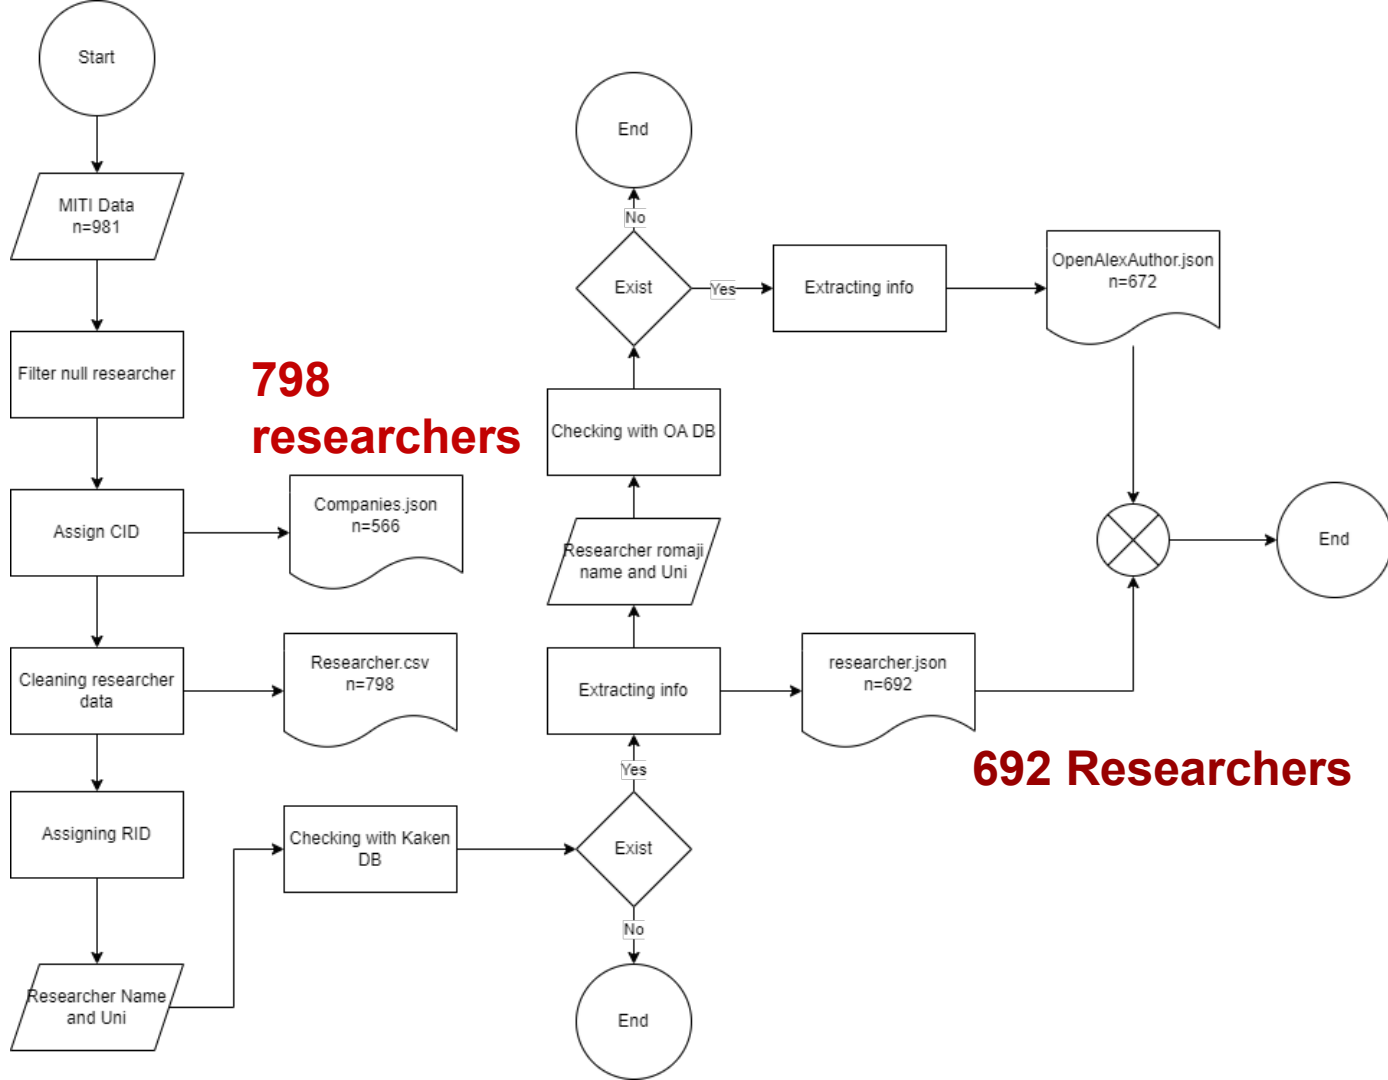 Start
MITI Data
n=981
Filter null researcher
798
researchers
Assign CID
Companies.json
n=566
Cleaning researcher
data
Researcher.csv
n=798
Assigning RID
Researcher Name
and Uni
Checking with Kaken
DB
Exist
No
End
Yes
Extracting info
researcher.json
n=692
692 Researchers
Researcher romaji
name and Uni
Checking with OA DB
Exist
No
End
Yes
Extracting info
OpenAlexAuthor.json
n=672
End